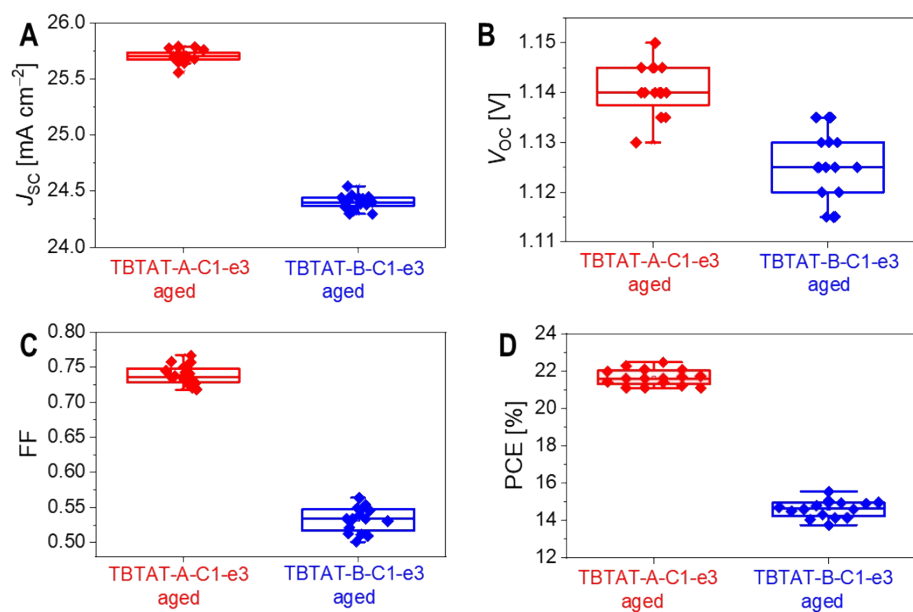 A
J_SC [mA cm⁻²]
26.0
25.5
25.0
24.5
24.0
TBTAT-A-C1-e3
aged
TBTAT-B-C1-e3
aged
B
V_OC [V]
1.15
1.14
1.13
1.12
1.11
TBTAT-A-C1-e3
aged
TBTAT-B-C1-e3
aged
C
FF
0.80
0.75
0.70
0.65
0.60
0.55
0.50
TBTAT-A-C1-e3
aged
TBTAT-B-C1-e3
aged
D
PCE [%]
24
22
20
18
16
14
12
TBTAT-A-C1-e3
aged
TBTAT-B-C1-e3
aged